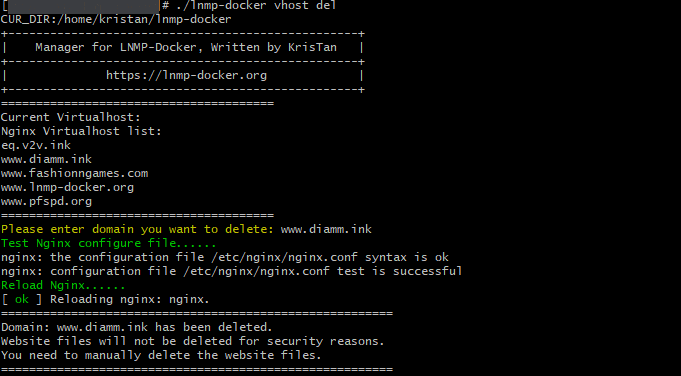 [ ]# ./lnmp-docker vhost del
CUR_DIR:/home/kristan/lnmp-docker
+--------------------------------------------------+
|    Manager for LNMP-Docker, Written by KrisTan   |
+--------------------------------------------------+
|              https://lnmp-docker.org             |
+--------------------------------------------------+
=======================================
Current Virtualhost:
Nginx Virtualhost list:
eq.v2v.ink
www.diamm.ink
www.fashionngames.com
www.lnmp-docker.org
www.pfspd.org
=======================================
Please enter domain you want to delete: www.diamm.ink
Test Nginx configure file......
nginx: the configuration file /etc/nginx/nginx.conf syntax is ok
nginx: configuration file /etc/nginx/nginx.conf test is successful
Reload Nginx......
[ ok ] Reloading nginx: nginx.
========================================================
Domain: www.diamm.ink has been deleted.
Website files will not be deleted for security reasons.
You need to manually delete the website files.
========================================================